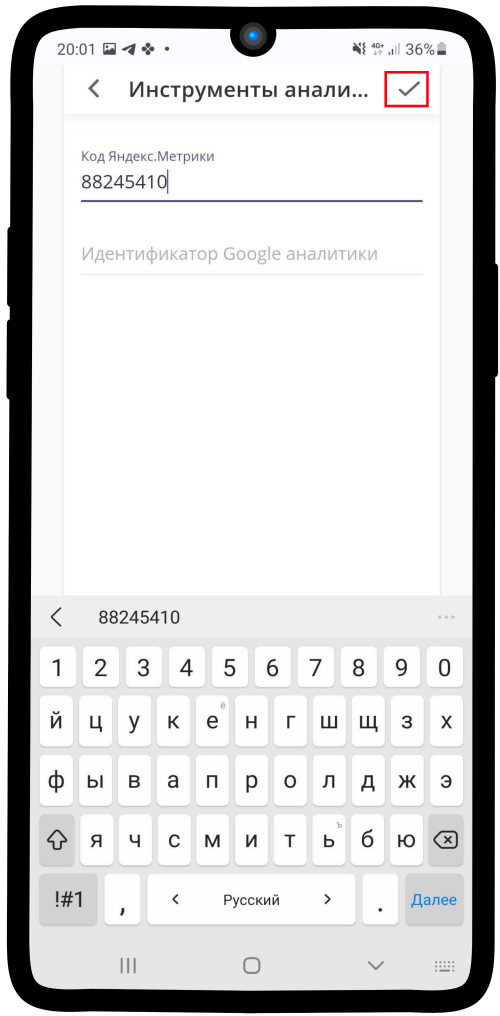 20:01 4G+ 36%
Инструменты анали...
Код Яндекс.Метрики
88245410
Идентификатор Google аналитики
88245410
1 2 3 4 5 6 7 8 9 0
й ц у к е ё н г ш щ з х
ф ы в а п р о л д ж э
я ч с м и т ь ъ б ю
!#1 , < Русский > . Далее